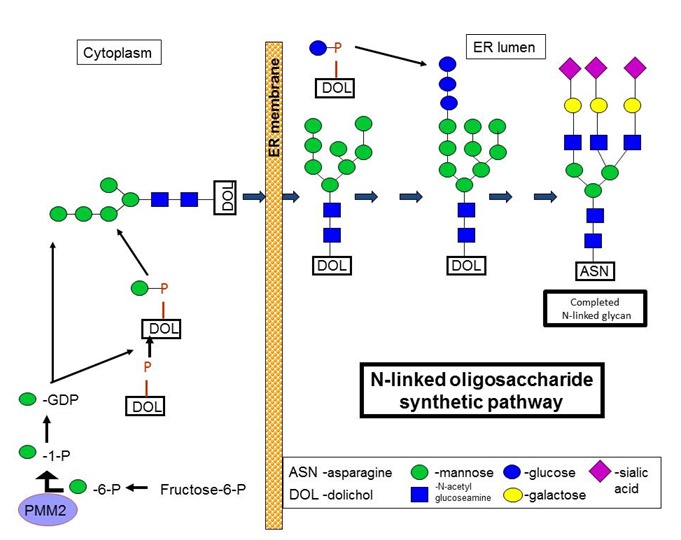 Cytoplasm
ER membrane
P
ER lumen
DOL
DOL
P
DOL
P
DOL
DOL
DOL
ASN
Completed
N-linked glycan
N-linked oligosaccharide
synthetic pathway
-GDP
-1-P
-6-P
Fructose-6-P
PMM2
ASN -asparagine
-mannose
-glucose
-sialic
acid
DOL -dolichol
-N-acetyl
glucoseamine
-galactose